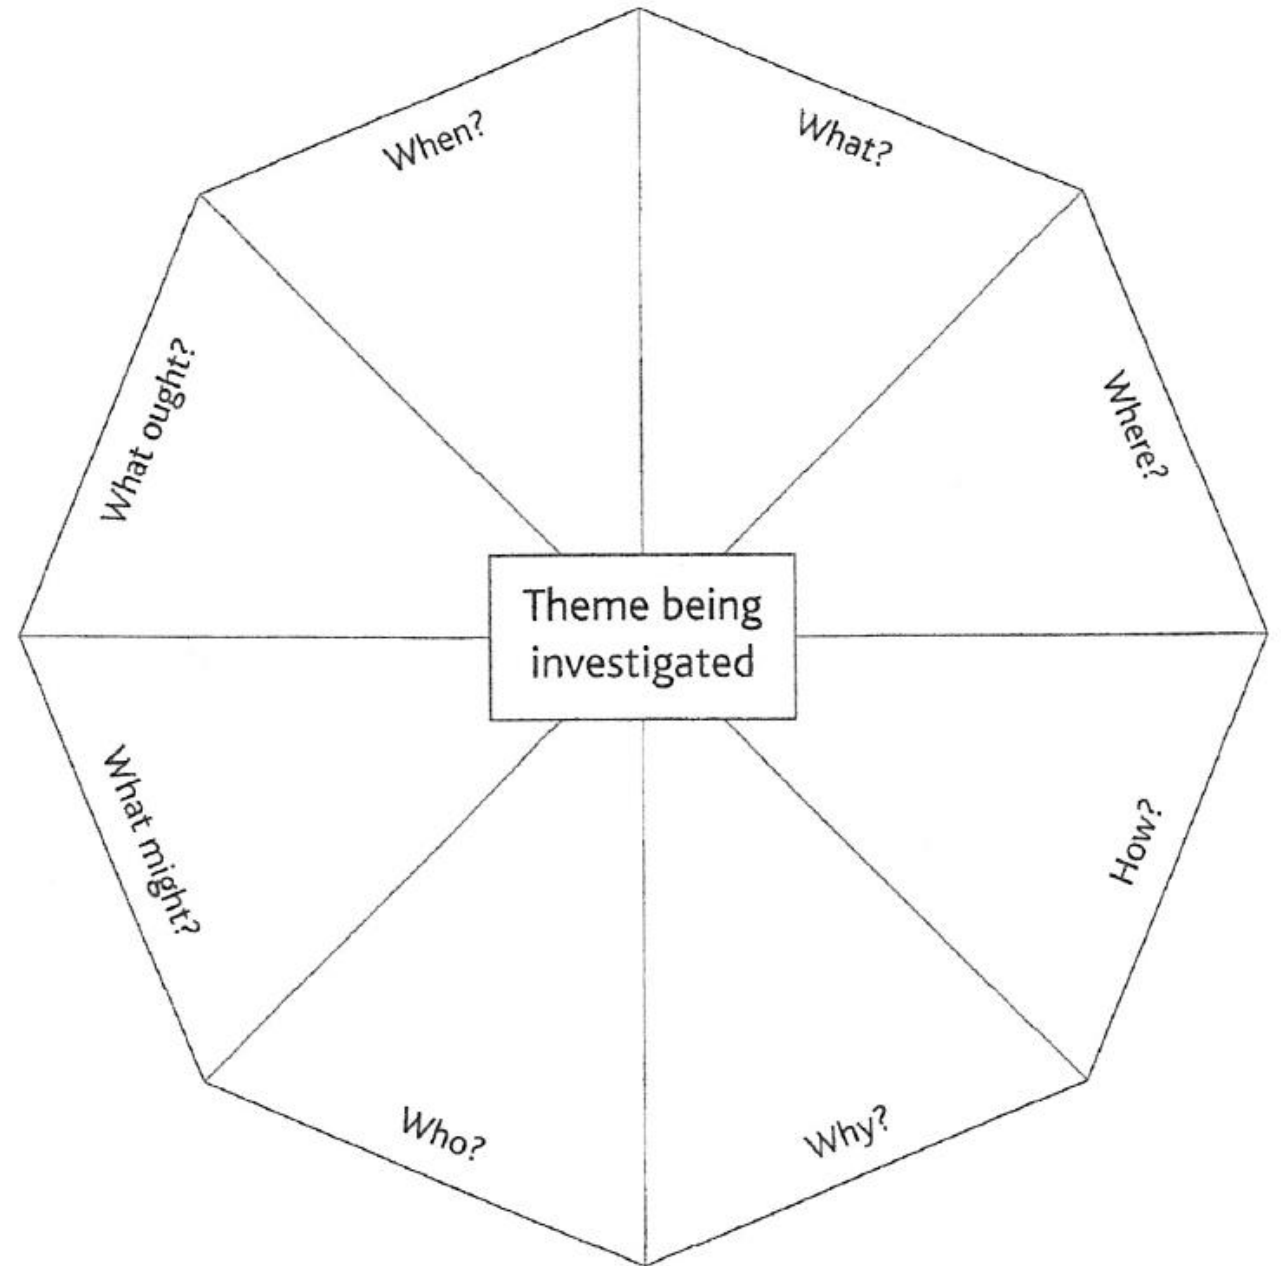 When?
What?
Where?
What ought?
Theme being
investigated
What might?
How?
Who?
Why?